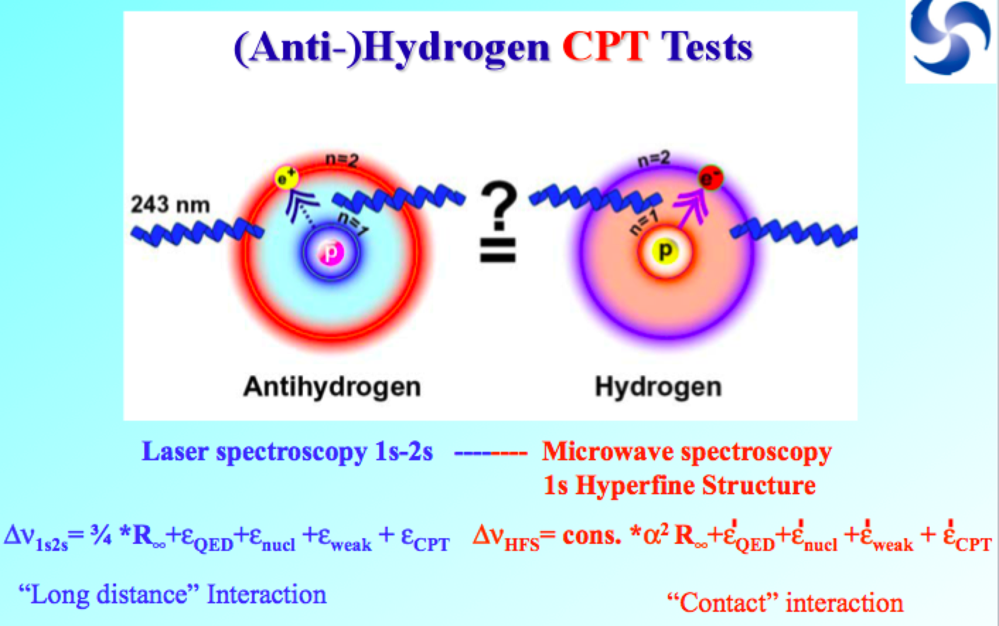 (Anti-)Hydrogen CPT Tests
n=2
e⁺
243 nm
n=1
p̄
?
=
n=2
e⁻
n=1
p
Antihydrogen
Hydrogen
Laser spectroscopy 1s-2s -------- Microwave spectroscopy
1s Hyperfine Structure
Δν1s2s= ¾ *R∞+εQED+εnucl +εweak + εCPT
ΔνHFS= cons. *α² R∞+ε'QED+ε'nucl +ε'weak + ε'CPT
“Long distance” Interaction
“Contact” interaction